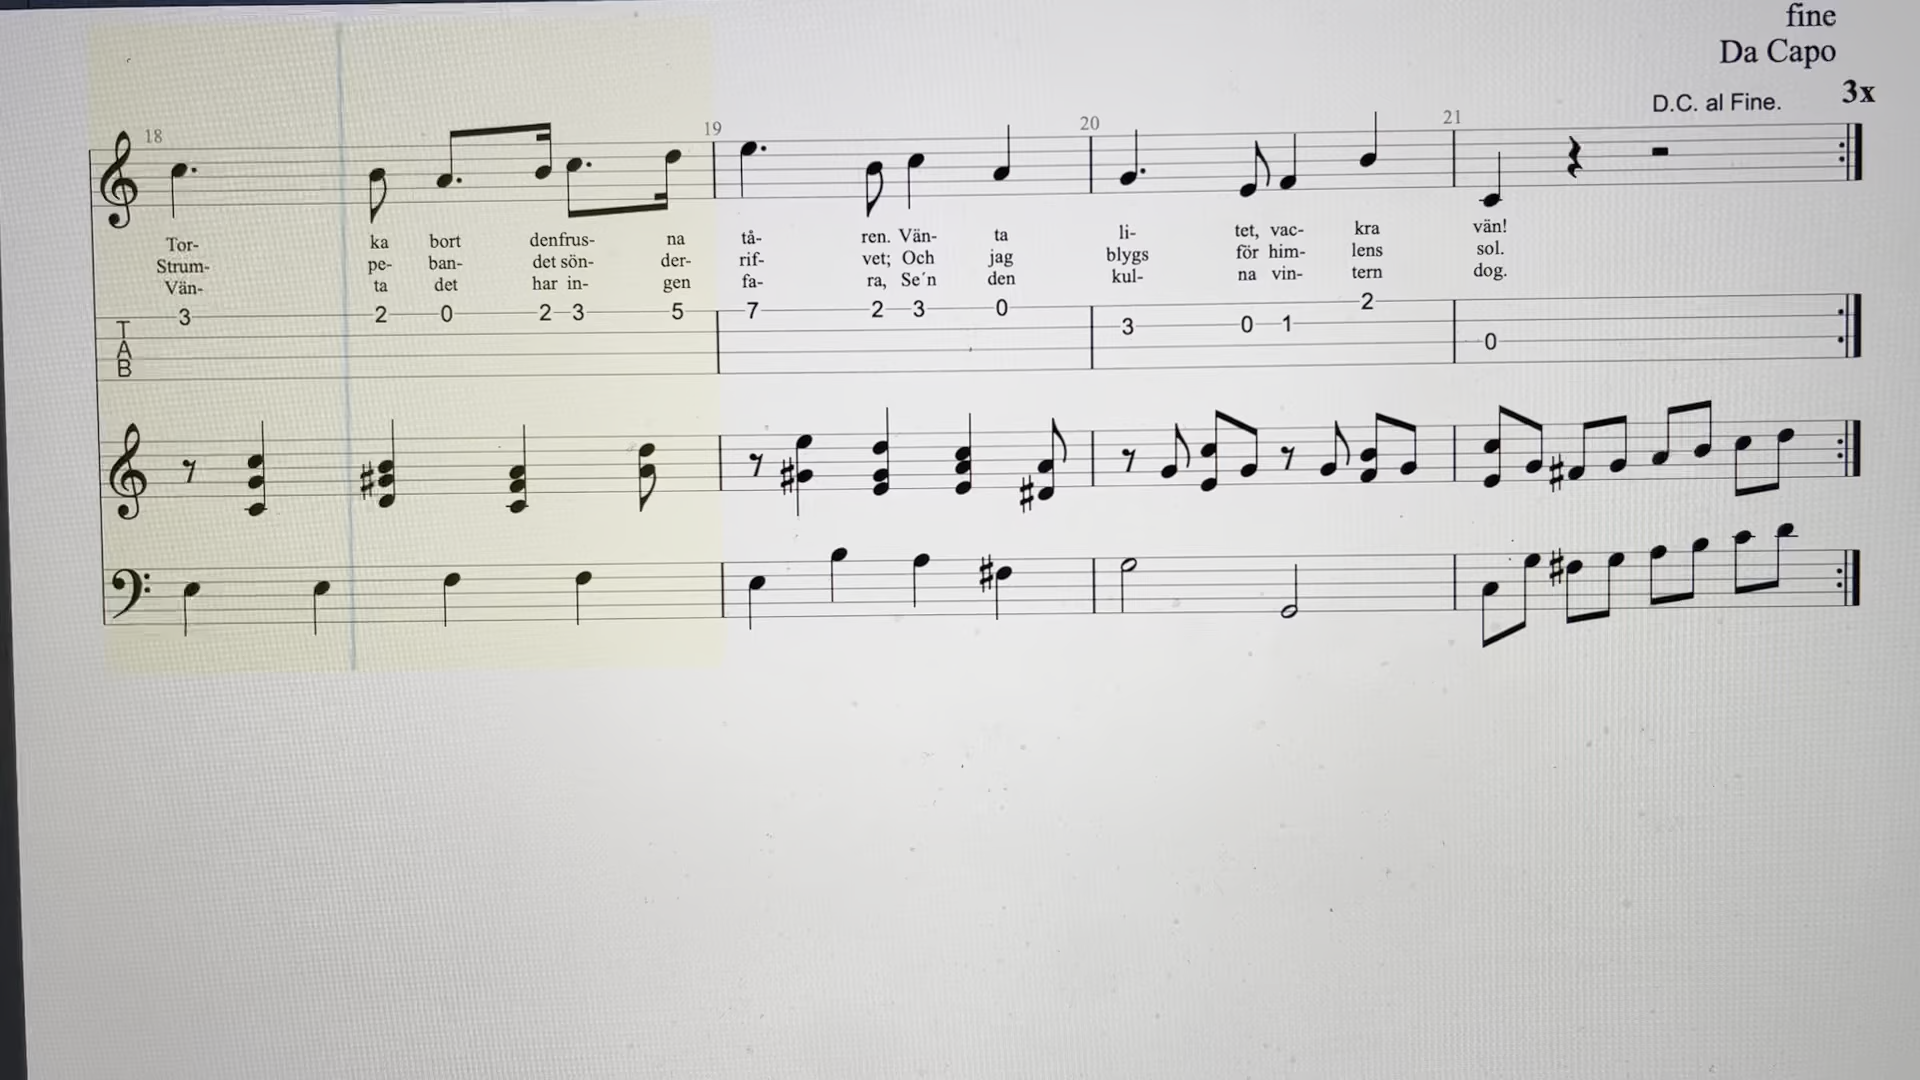 fine
Da Capo
D.C. al Fine. 3x
18 19 20 21
Tor- ka bort denfrus- na tå- ren. Vän- ta li- tet, vac- kra vän!
Strum- pe- ban- det sön- der- rif- vet; Och jag blygs för him- lens sol.
Vän- ta det har in- gen fa- ra, Se´n den kul- na vin- tern dog.
T
A
B
3 2 0 2 3 5 7 2 3 0 3 0 1 2 0